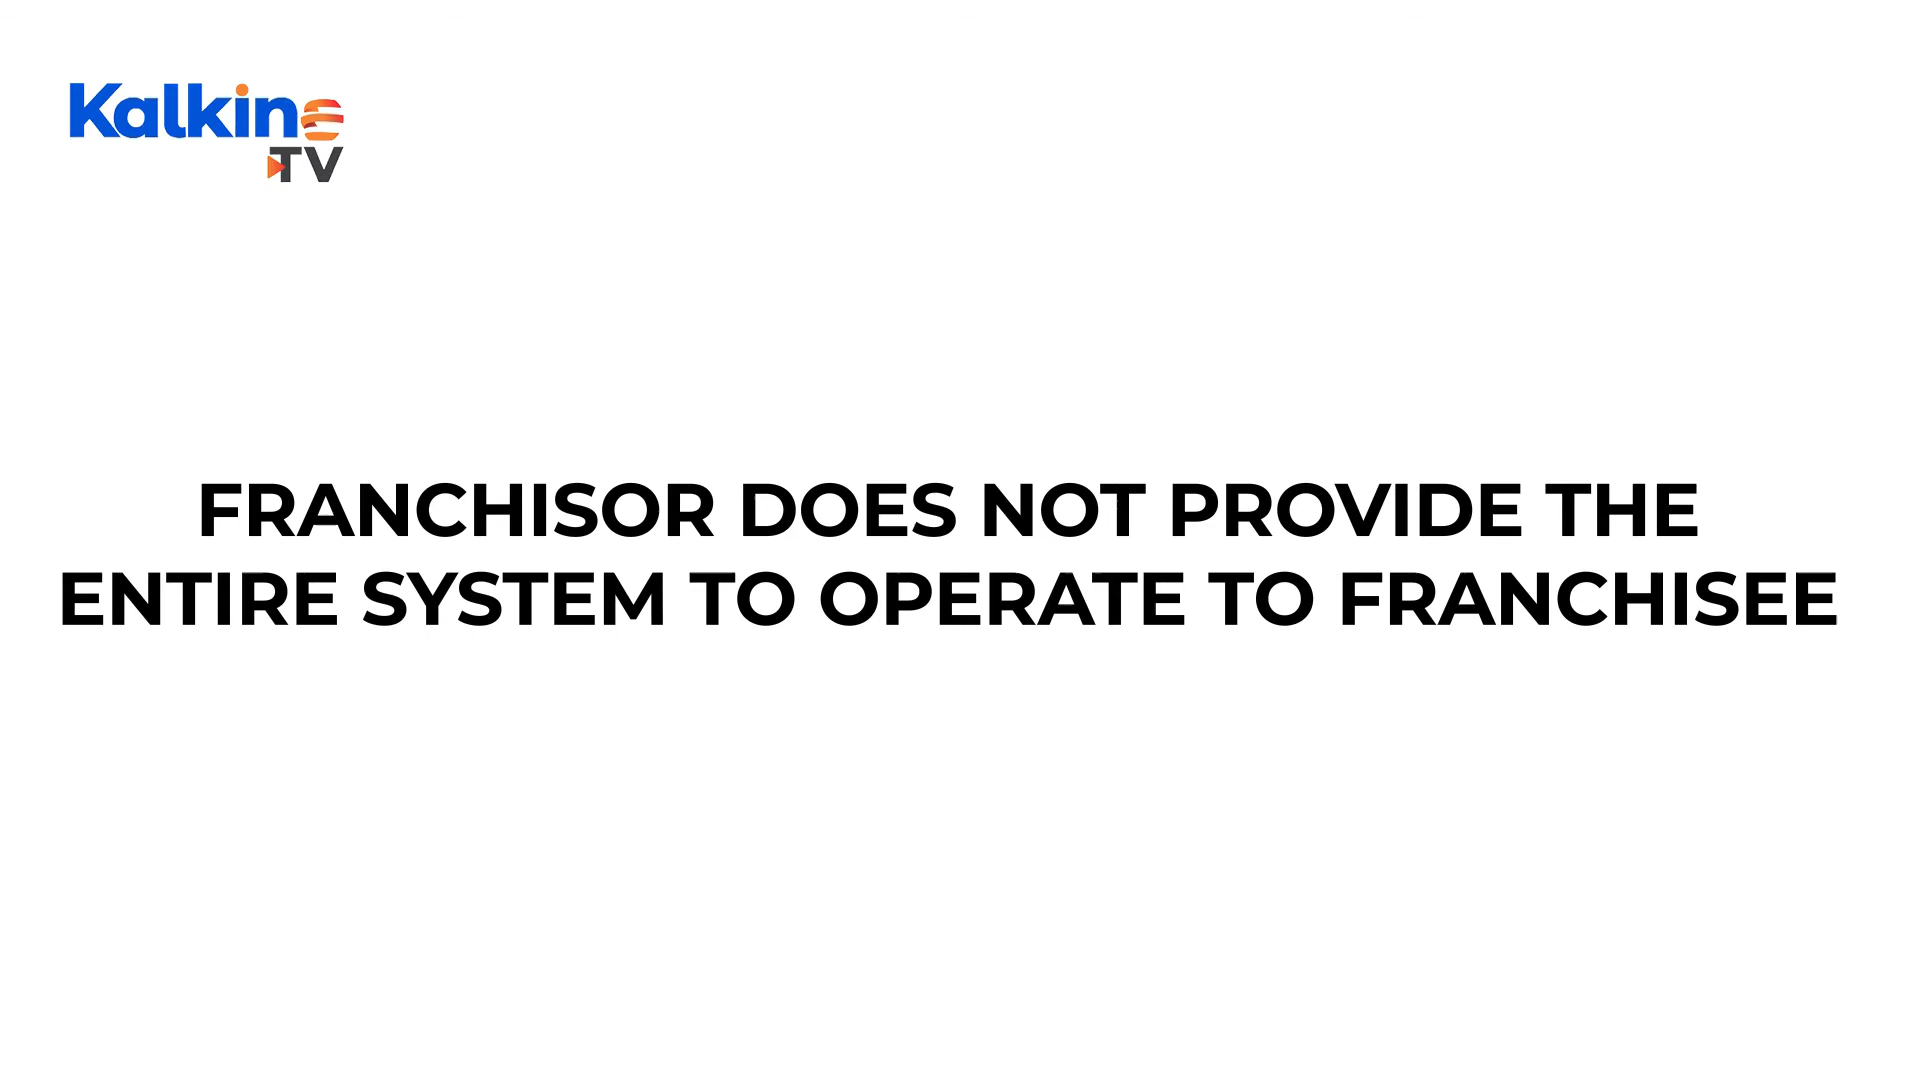 Kalkine
TV
FRANCHISOR DOES NOT PROVIDE THE
ENTIRE SYSTEM TO OPERATE TO FRANCHISEE